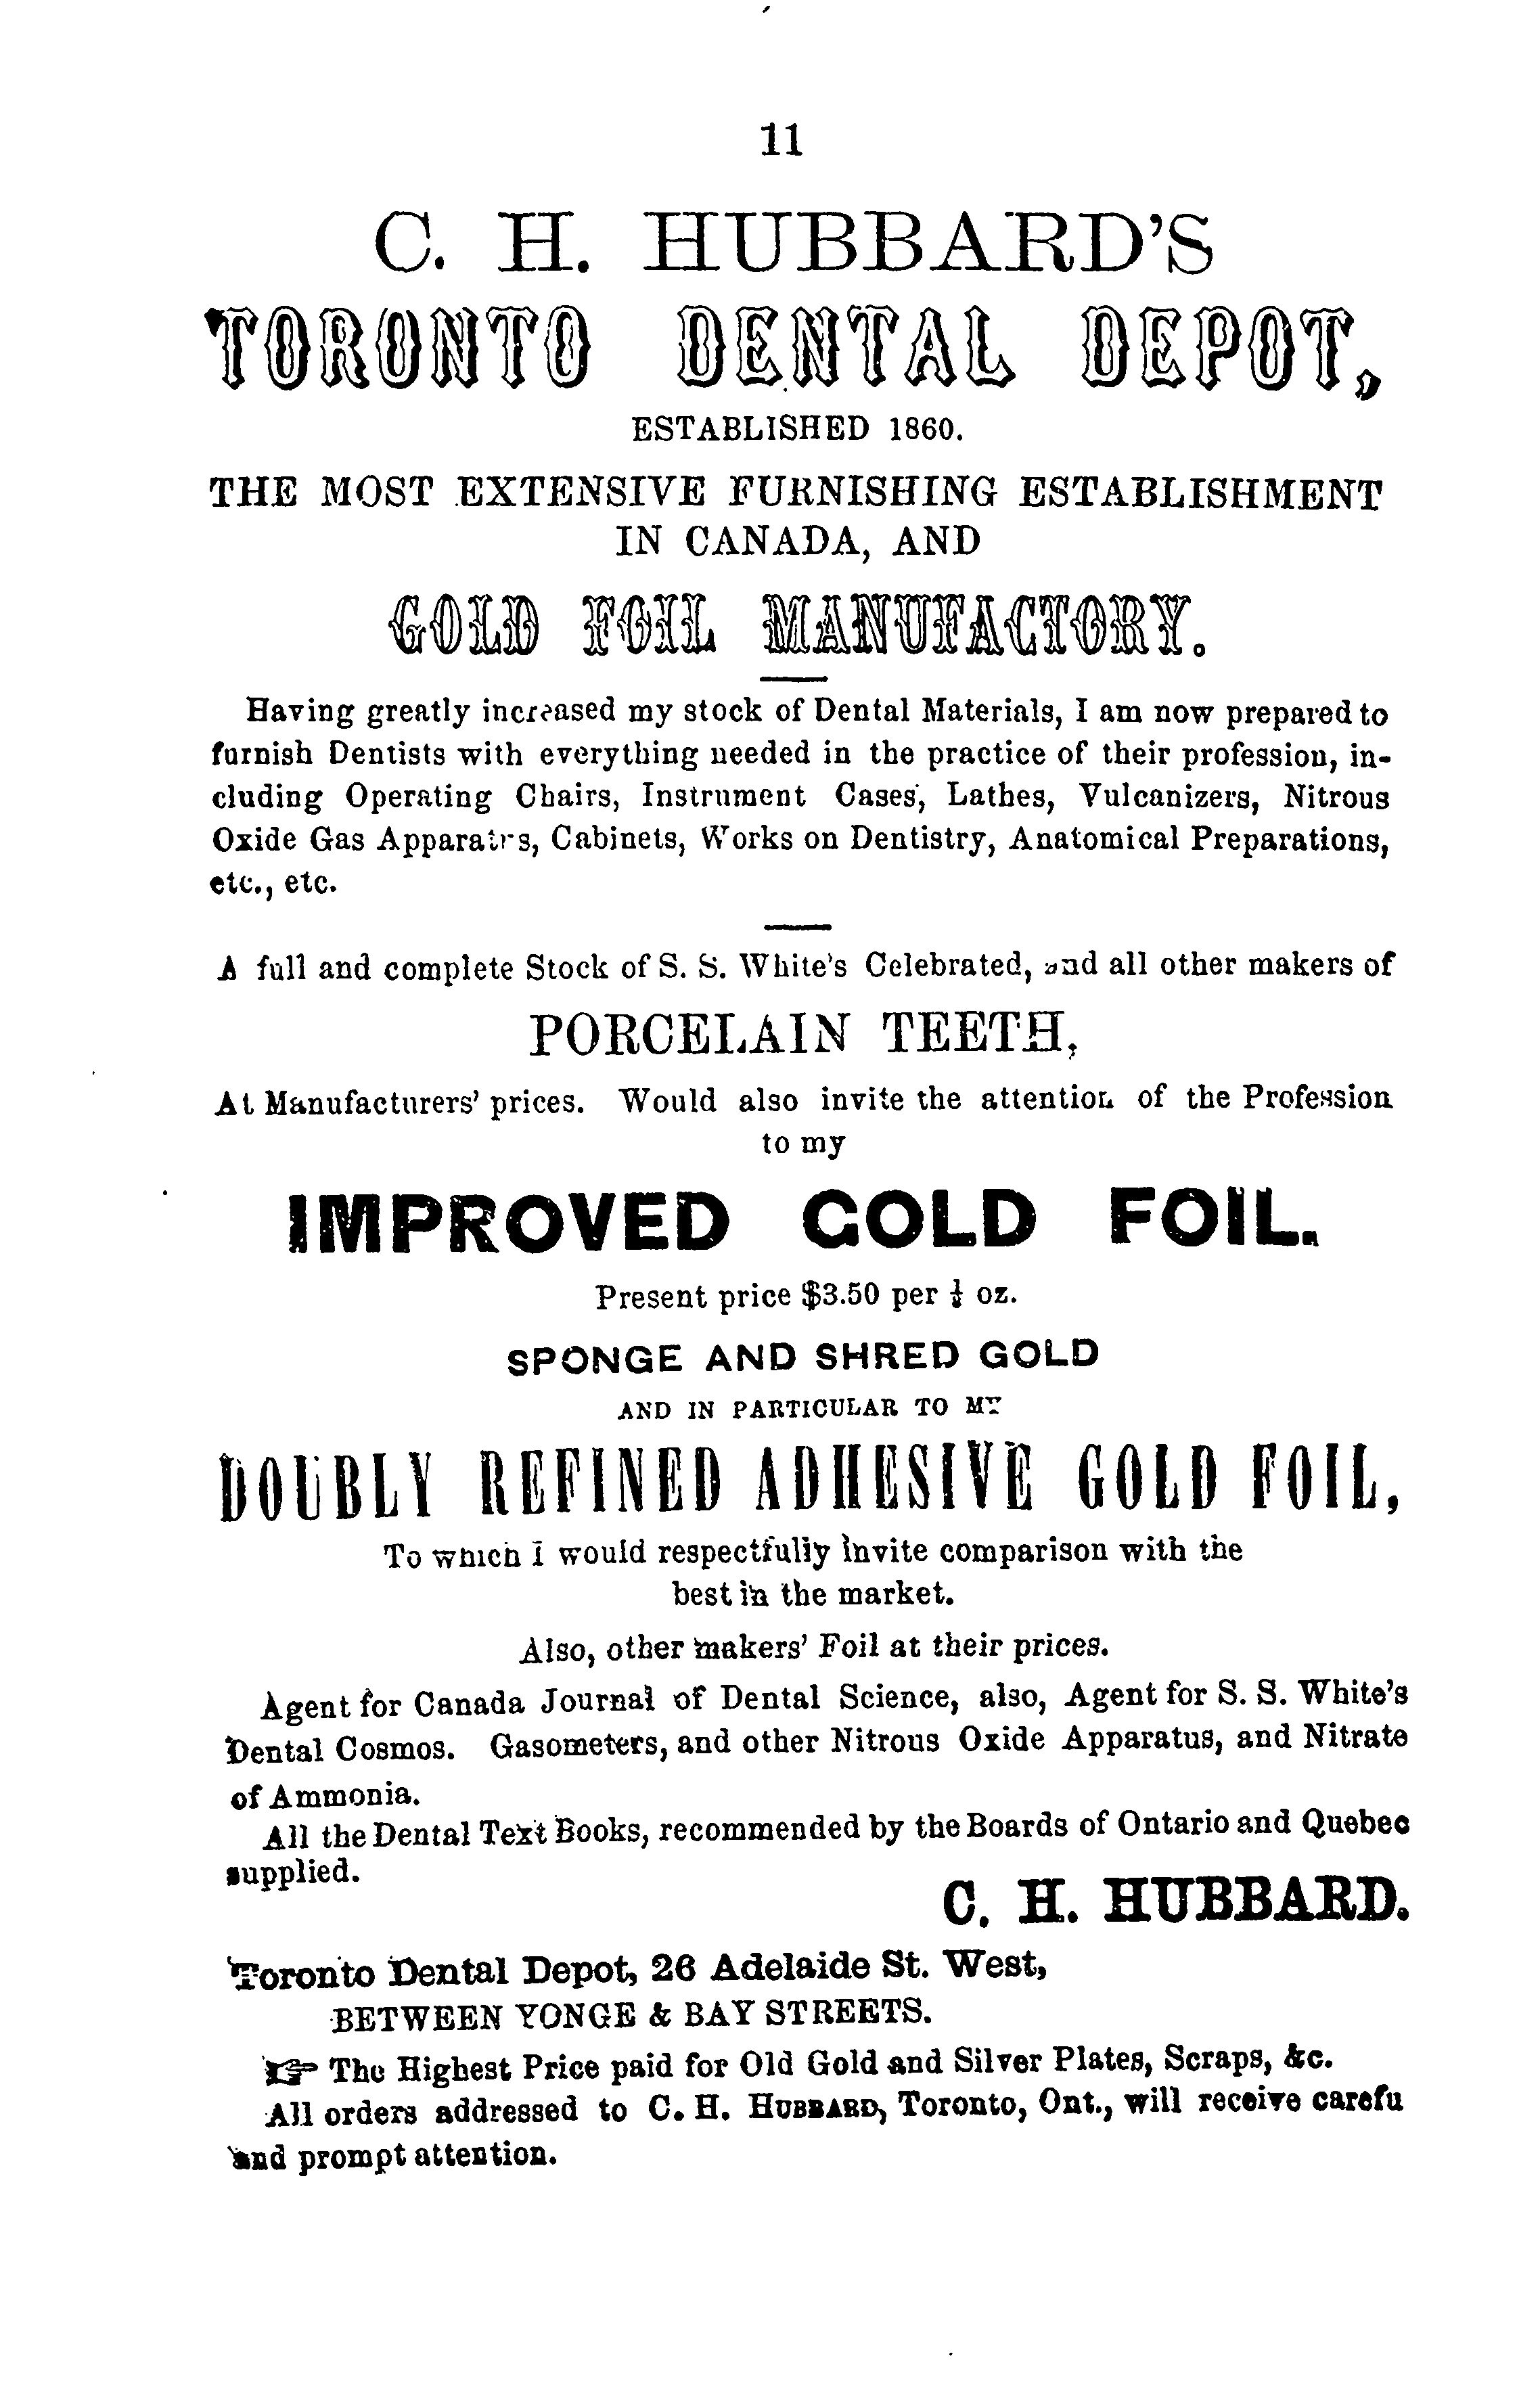 11
C. H. HUBBARD'S
TORONTO DENTAL DEPOT,
ESTABLISHED 1860.
THE MOST EXTENSIVE FURNISHING ESTABLISHMENT
IN CANADA, AND
GOLD FOIL MANUFACTORY.
Having greatly increased my stock of Dental Materials, I am now prepared to
furnish Dentists with everything needed in the practice of their profession, in-
cluding Operating Chairs, Instrument Cases, Lathes, Vulcanizers, Nitrous
Oxide Gas Apparatus, Cabinets, Works on Dentistry, Anatomical Preparations,
etc., etc.
A full and complete Stock of S. S. White's Celebrated, and all other makers of
PORCELAIN TEETH,
At Manufacturers' prices. Would also invite the attention of the Profession
to my
IMPROVED GOLD FOIL.
Present price $3.50 per ⅛ oz.
SPONGE AND SHRED GOLD
AND IN PARTICULAR TO MY
DOUBLY REFINED ADHESIVE GOLD FOIL,
To which I would respectfully invite comparison with the
best in the market.
Also, other makers' Foil at their prices.
Agent for Canada Journal of Dental Science, also, Agent for S. S. White's
Dental Cosmos. Gasometers, and other Nitrous Oxide Apparatus, and Nitrate
of Ammonia.
All the Dental Text Books, recommended by the Boards of Ontario and Quebec
supplied.
C. H. HUBBARD.
Toronto Dental Depot, 26 Adelaide St. West,
BETWEEN YONGE & BAY STREETS.
☞ The Highest Price paid for Old Gold and Silver Plates, Scraps, &c.
All orders addressed to C. H. HUBBARD, Toronto, Ont., will receive carefu
and prompt attention.